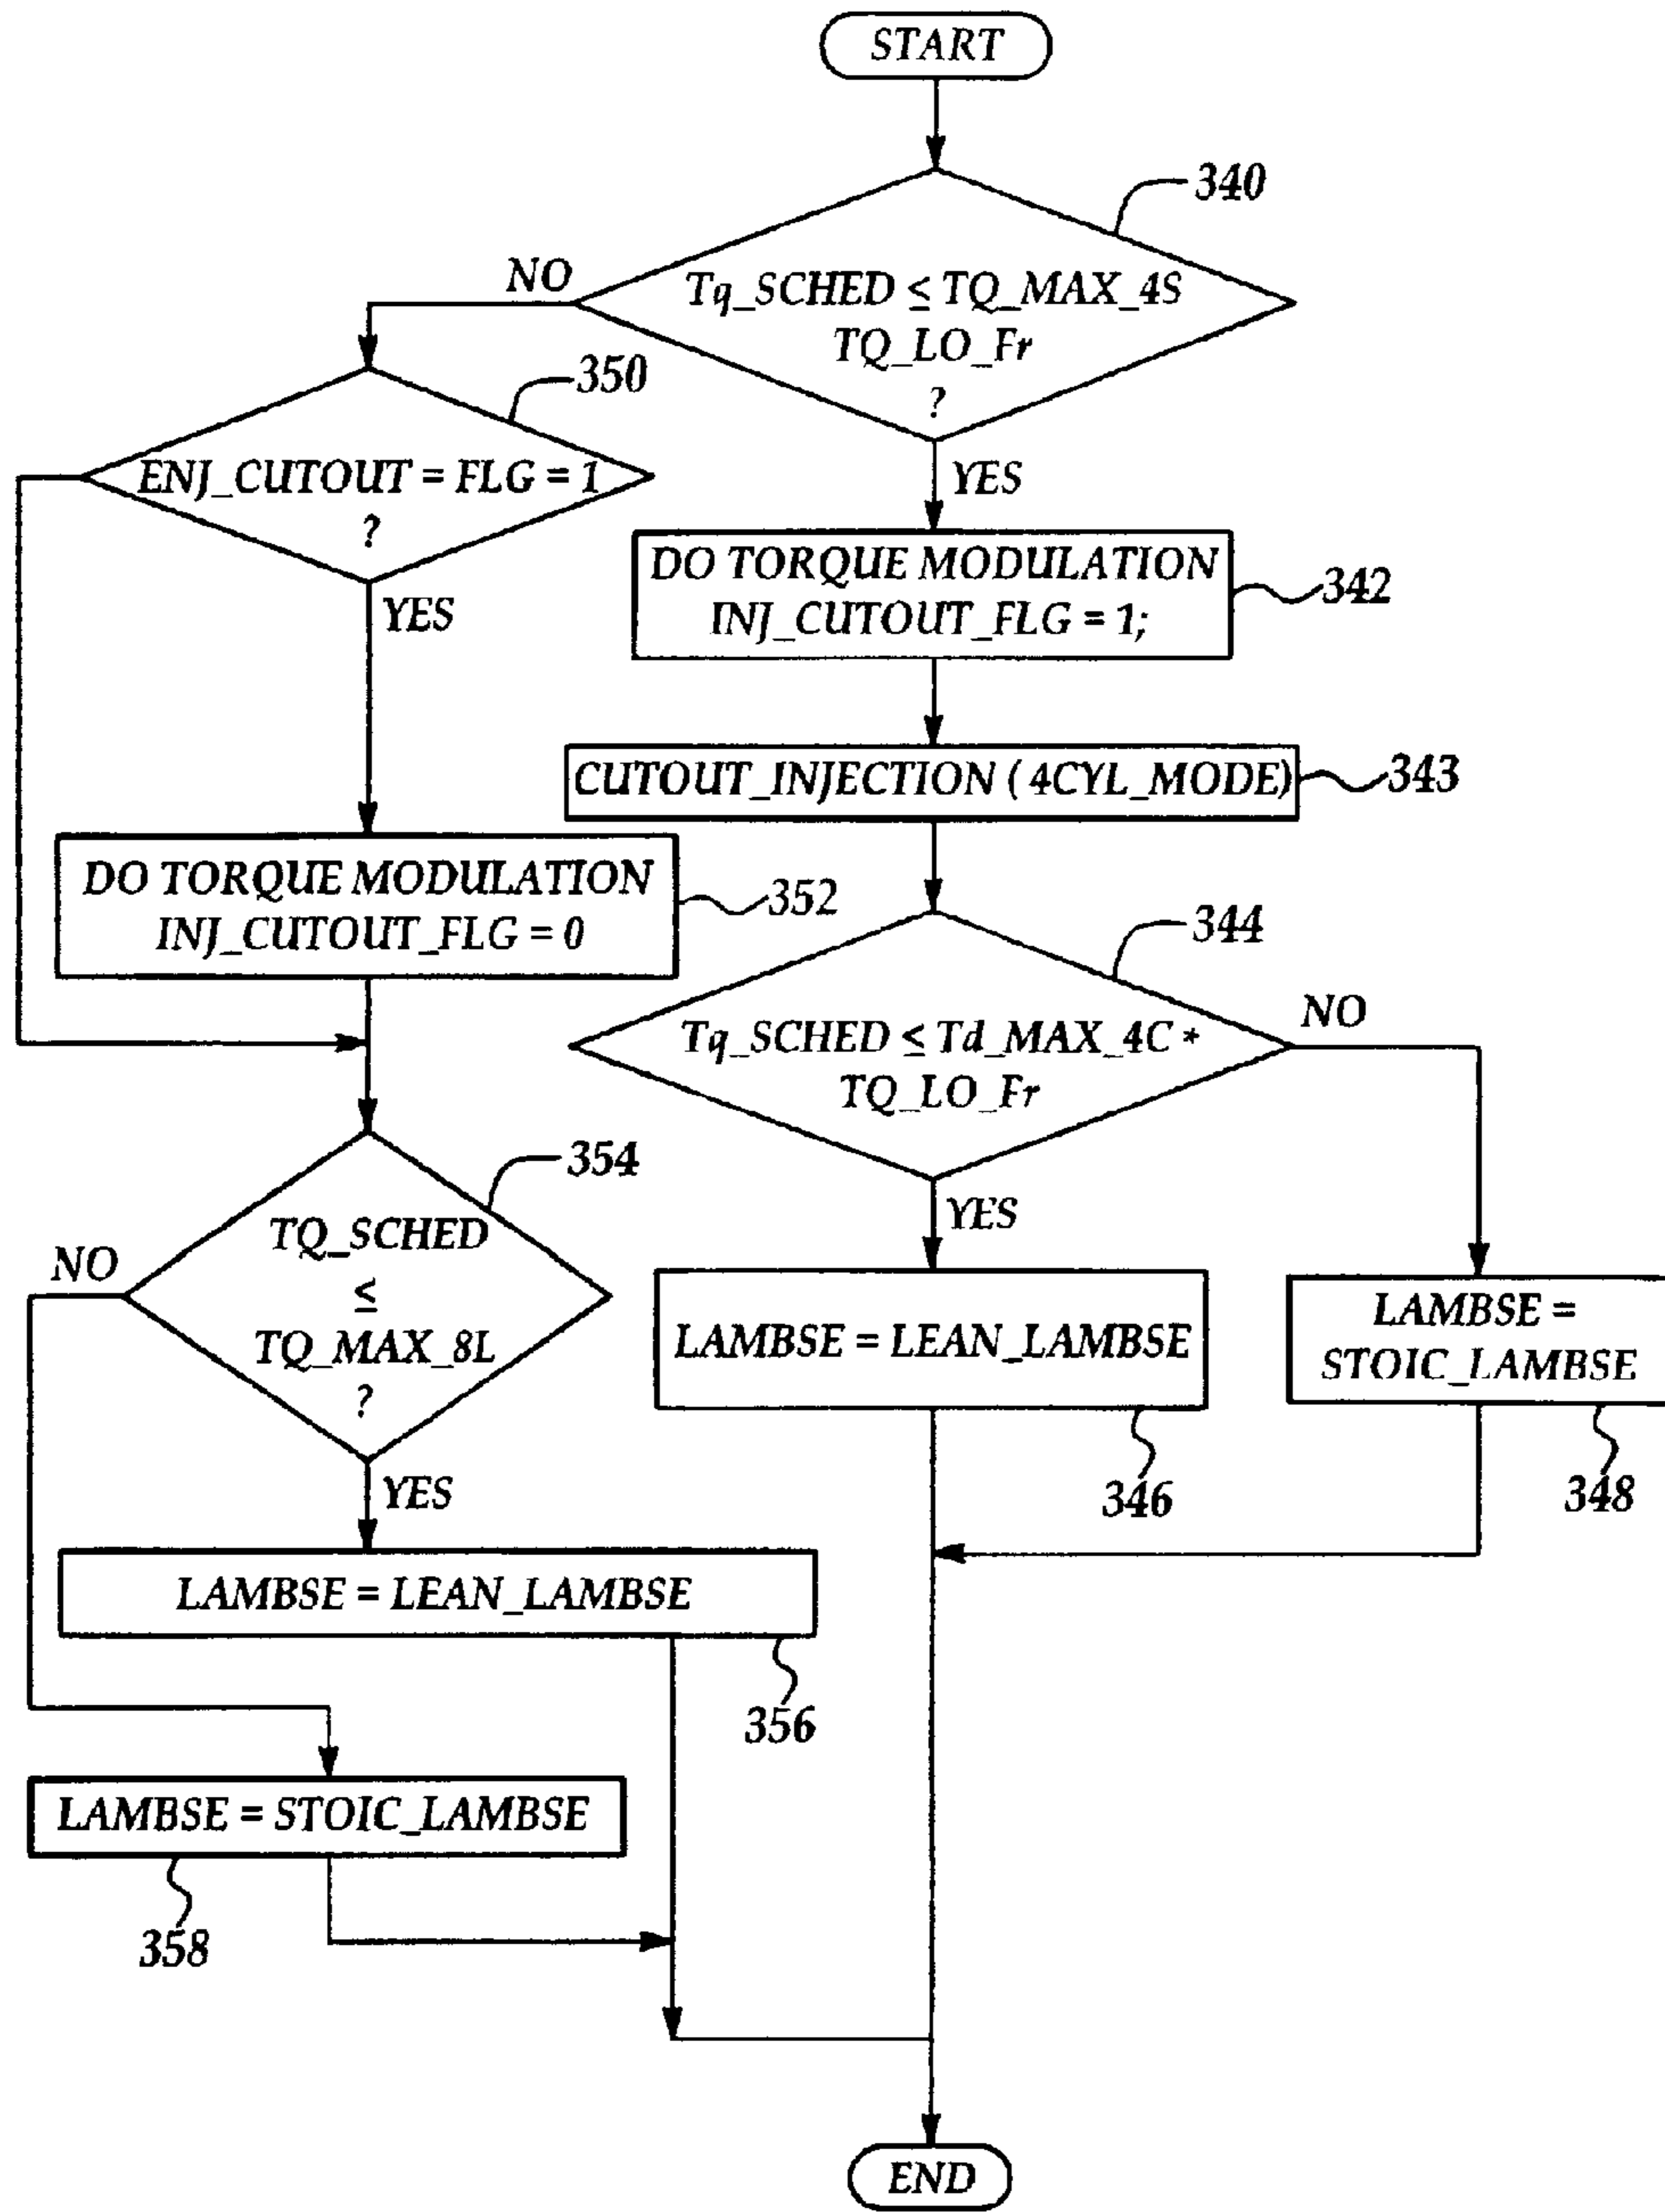 START
340
Tq_SCHED ≤ TQ_MAX_4S
TQ_LO_Fr
?
NO
YES
350
ENJ_CUTOUT = FLG = 1
?
YES
DO TORQUE MODULATION
INJ_CUTOUT_FLG = 1;
342
CUTOUT_INJECTION ( 4CYL_MODE)
343
DO TORQUE MODULATION
INJ_CUTOUT_FLG = 0
352
344
Tq_SCHED ≤ Td_MAX_4C *
TQ_LO_Fr
NO
YES
354
TQ_SCHED
≤
TQ_MAX_8L
?
NO
YES
LAMBSE = LEAN_LAMBSE
346
LAMBSE =
STOIC_LAMBSE
348
LAMBSE = LEAN_LAMBSE
356
LAMBSE = STOIC_LAMBSE
358
END